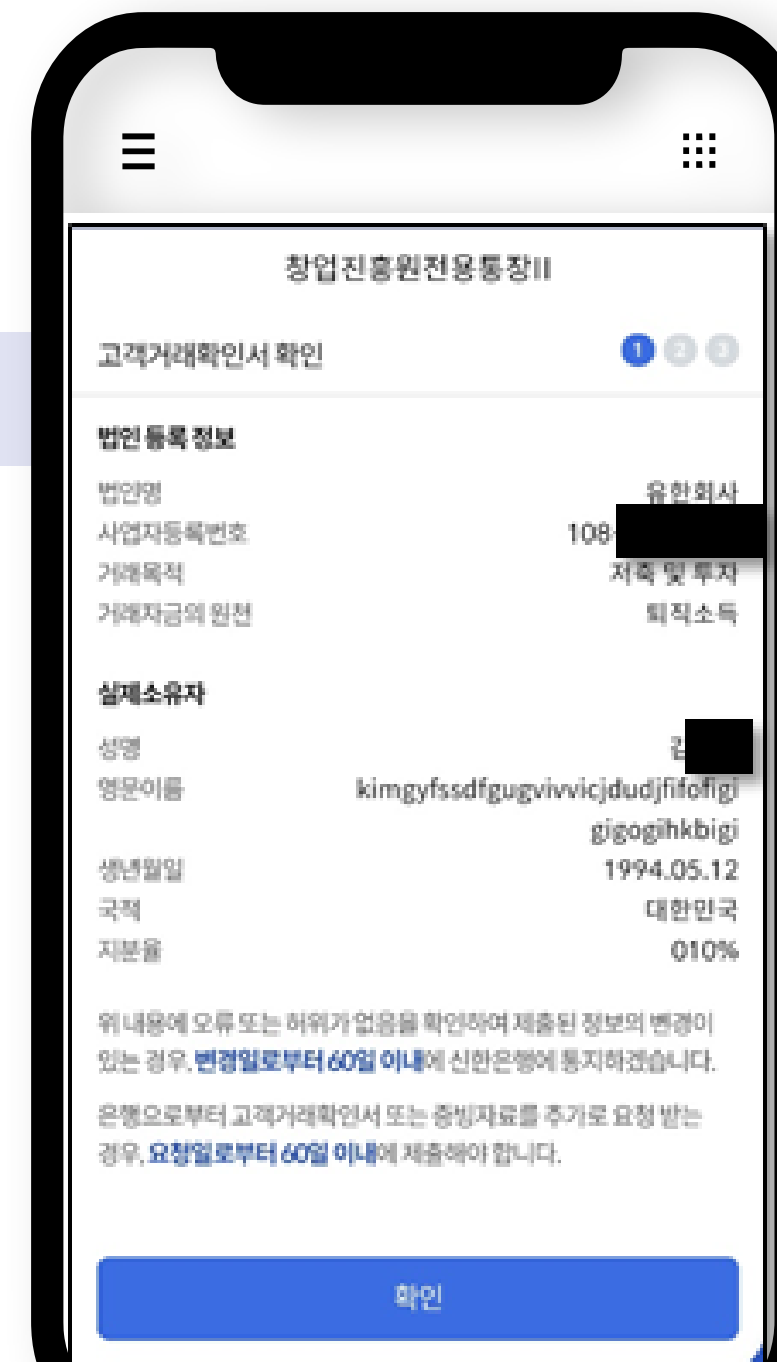 창업진흥원전용통장II
고객거래확인서 확인
1 2 3
법인 등록 정보
법인명 유한회사
사업자등록번호 108-
거래목적 저축 및 투자
거래자금의 원천 퇴직소득
실제소유자
성명
영문이름 kimgyfssdfgugvivvicjdudjfifofigi
gigogihkbigi
생년월일 1994.05.12
국적 대한민국
지분율 010%
위 내용에 오류 또는 허위가 없음을 확인하며 제출된 정보의 변경이
있는 경우, 변경일로부터 60일 이내에 신한은행에 통지하겠습니다.
은행으로부터 고객거래확인서 또는 증빙자료를 추가로 요청 받는
경우, 요청일로부터 60일 이내에 제출해야 합니다.
확인